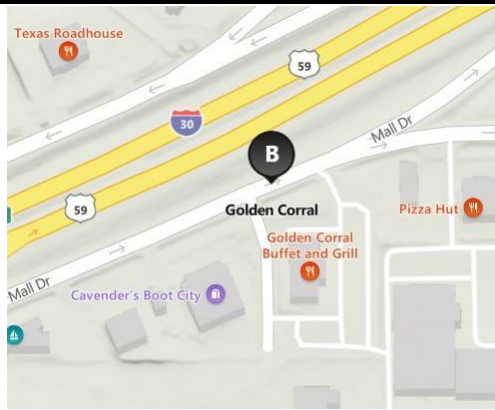 Texas Roadhouse
59
30
B
Mall Dr
59
Golden Corral
Pizza Hut
Golden Corral
Buffet and Grill
Mall Dr
Cavender's Boot City